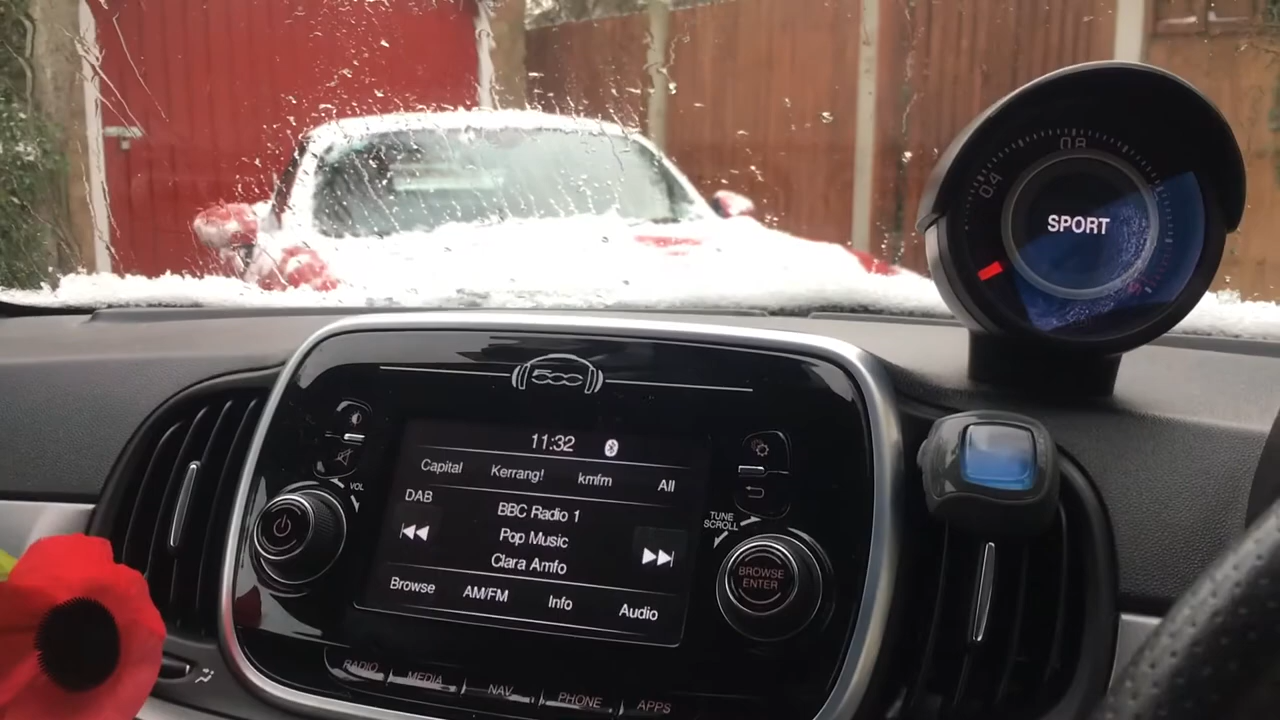 0.8
0.4
SPORT
500
11:32
Capital Kerrang! kmfm All
DAB
BBC Radio 1
Pop Music
Clara Amfo
Browse AM/FM Info Audio
VOL
TUNE
SCROLL
BROWSE
ENTER
RADIO MEDIA NAV PHONE APPS